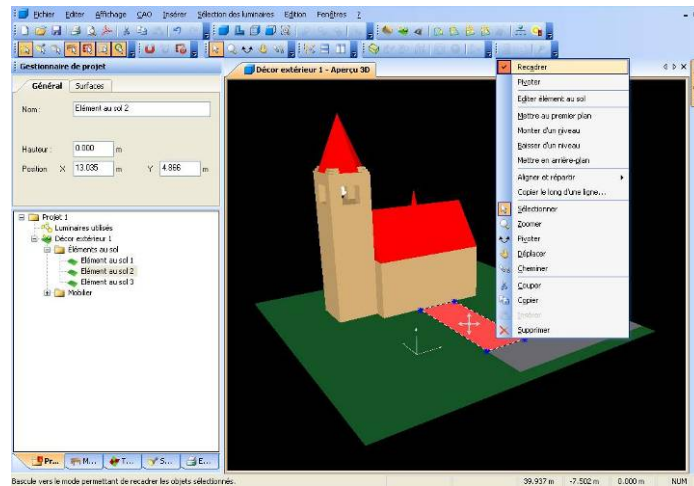 Fichier Editer Affichage CAO Insérer Sélection des luminaires Edition Fenêtres ?
Gestionnaire de projet
Général Surfaces
Nom: Elément au sol 2
Hauteur: 0.000 m
Position X 13.035 m Y 4.866 m
Projet 1
Luminaires utilisés
Décor extérieur 1
Éléments au sol
Elément au sol 1
Elément au sol 2
Elément au sol 3
Mobilier
Pr... M... T... S... E...
Décor extérieur 1 - Aperçu 3D
Recadrer
Pivoter
Editer élément au sol
Mettre au premier plan
Monter d'un niveau
Baisser d'un niveau
Mettre en arrière-plan
Aligner et répartir
Copier le long d'une ligne...
Sélectionner
Zoomer
Pivoter
Déplacer
Cheminer
Couper
Copier
Supprimer
Bascule vers le mode permettant de recadrer les objets sélectionnés.
39.937 m -7.502 m 0.000 m NUM